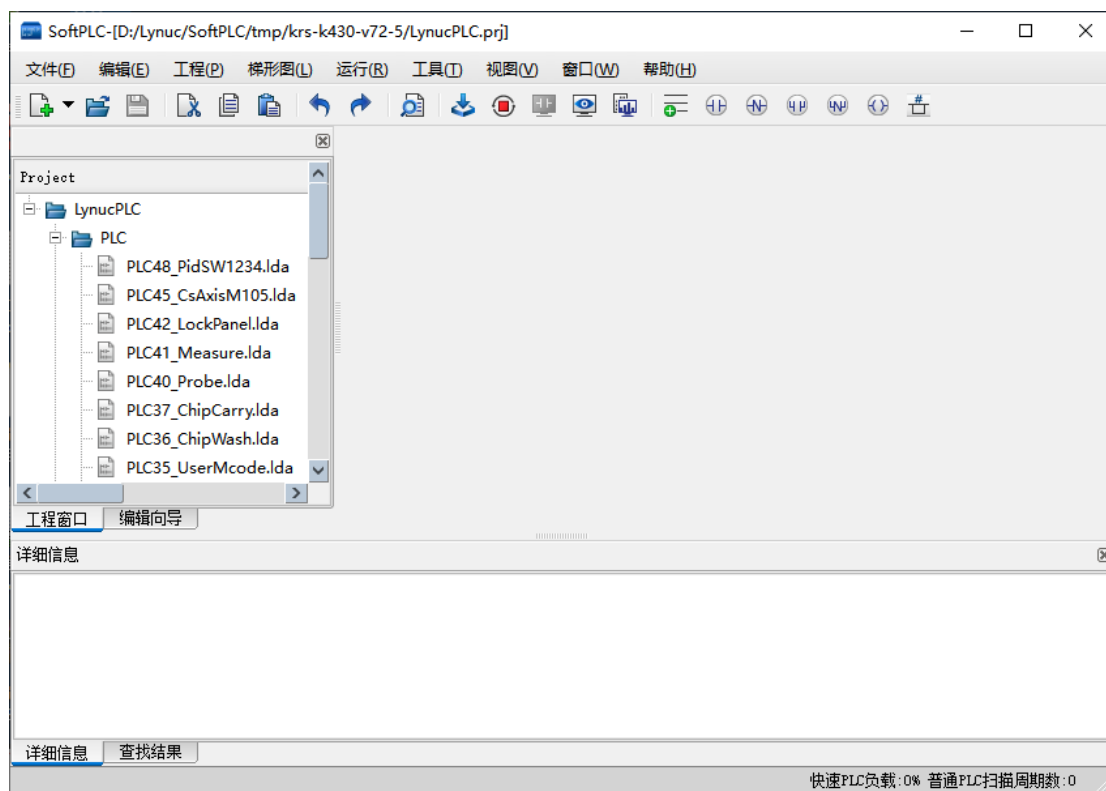 SoftPLC-[D:/Lynuc/SoftPLC/tmp/krs-k430-v72-5/LynucPLC.prj]
文件(F) 编辑(E) 工程(P) 梯形图(L) 运行(R) 工具(T) 视图(V) 窗口(W) 帮助(H)
Project
LynucPLC
PLC
PLC48_PidSW1234.lda
PLC45_CsAxisM105.lda
PLC42_LockPanel.lda
PLC41_Measure.lda
PLC40_Probe.lda
PLC37_ChipCarry.lda
PLC36_ChipWash.lda
PLC35_UserMcode.lda
工程窗口 编辑向导
详细信息
详细信息 查找结果
快速PLC负载:0% 普通PLC扫描周期数:0